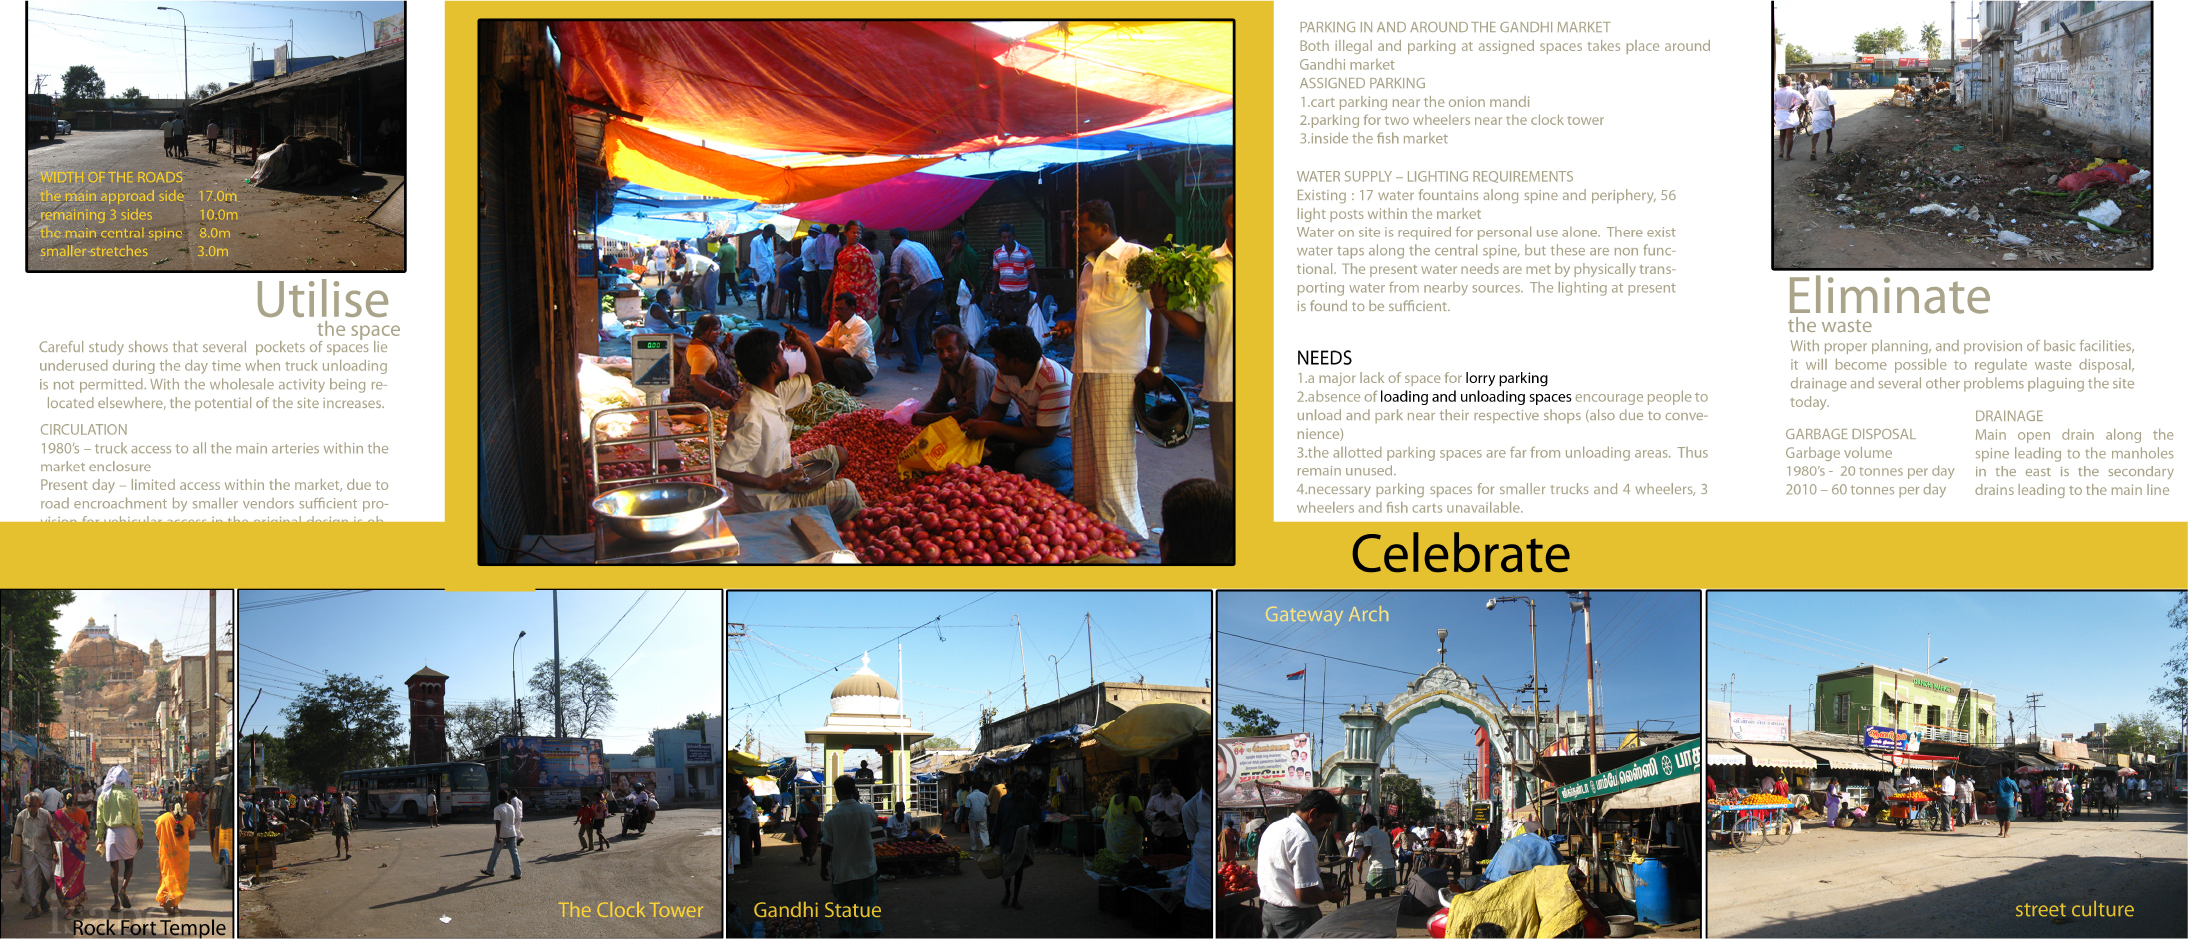 WIDTH OF THE ROADS
the main approad side 17.0m
remaining 3 sides 10.0m
the main central spine 8.0m
smaller stretches 3.0m
Utilise
the space
Careful study shows that several pockets of spaces lie
underused during the day time when truck unloading
is not permitted. With the wholesale activity being re-
located elsewhere, the potential of the site increases.
CIRCULATION
1980's – truck access to all the main arteries within the
market enclosure
Present day – limited access within the market, due to
road encroachment by smaller vendors sufficient pro-
vision for vehicular access in the original design is ob-
0.00
PARKING IN AND AROUND THE GANDHI MARKET
Both illegal and parking at assigned spaces takes place around
Gandhi market
ASSIGNED PARKING
1.cart parking near the onion mandi
2.parking for two wheelers near the clock tower
3.inside the fish market
WATER SUPPLY – LIGHTING REQUIREMENTS
Existing : 17 water fountains along spine and periphery, 56
light posts within the market
Water on site is required for personal use alone. There exist
water taps along the central spine, but these are non func-
tional. The present water needs are met by physically trans-
porting water from nearby sources. The lighting at present
is found to be sufficient.
NEEDS
1.a major lack of space for lorry parking
2.absence of loading and unloading spaces encourage people to
unload and park near their respective shops (also due to conve-
nience)
3.the allotted parking spaces are far from unloading areas. Thus
remain unused.
4.necessary parking spaces for smaller trucks and 4 wheelers, 3
wheelers and fish carts unavailable.
Eliminate
the waste
With proper planning, and provision of basic facilities,
it will become possible to regulate waste disposal,
drainage and several other problems plaguing the site
today.
GARBAGE DISPOSAL
Garbage volume
1980's - 20 tonnes per day
2010 – 60 tonnes per day
DRAINAGE
Main open drain along the
spine leading to the manholes
in the east is the secondary
drains leading to the main line
Celebrate
Rock Fort Temple
The Clock Tower
Gandhi Statue
Gateway Arch
பாம்பே லெஸ்ஸி
GANDHI MARKET
street culture